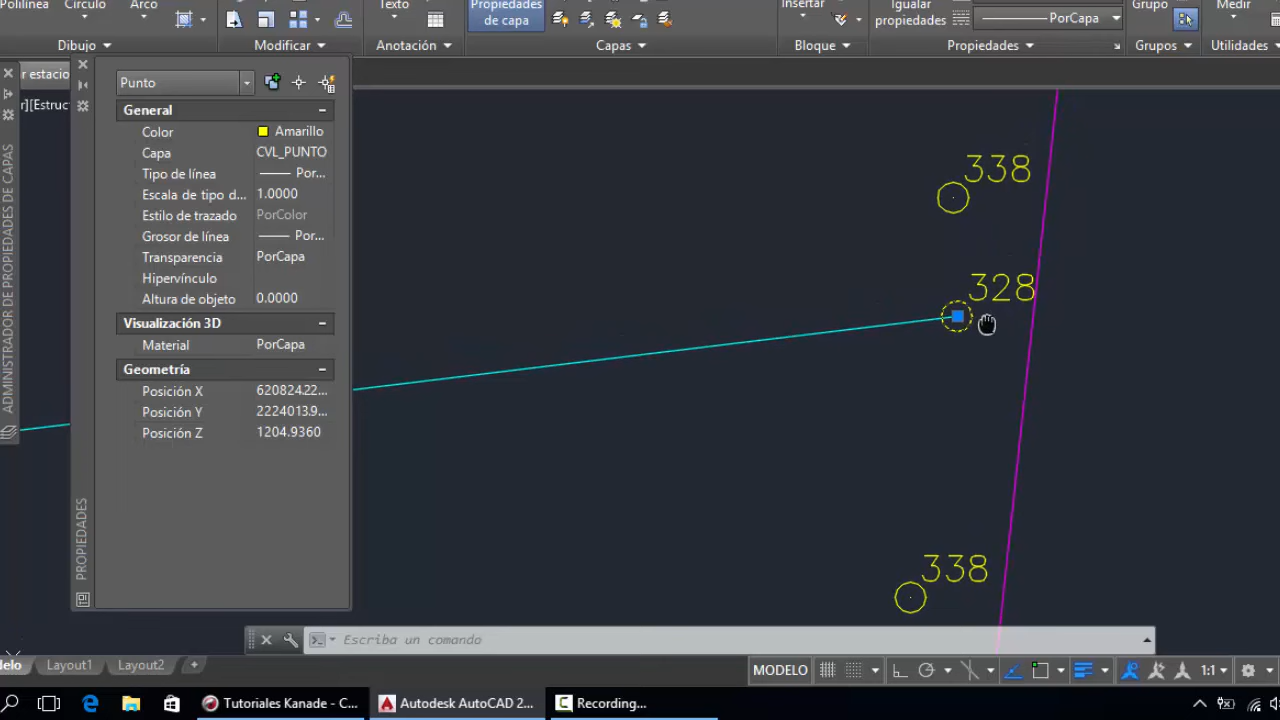 Polilínea Círculo Arco Texto Propiedades de capa Insertar Igualar propiedades PorCapa Grupo Medir
Dibujo Modificar Anotación Capas Bloque Propiedades Grupos Utilidades
r estacio
r][Estruc
ADMINISTRADOR DE PROPIEDADES DE CAPAS
PROPIEDADES
Punto
General
Color Amarillo
Capa CVL_PUNTO
Tipo de línea Por...
Escala de tipo d... 1.0000
Estilo de trazado PorColor
Grosor de línea Por...
Transparencia PorCapa
Hipervínculo
Altura de objeto 0.0000
Visualización 3D
Material PorCapa
Geometría
Posición X 620824.22...
Posición Y 2224013.9...
Posición Z 1204.9360
338
328
338
Escriba un comando
delo Layout1 Layout2 +
MODELO 1:1
Tutoriales Kanade - C... Autodesk AutoCAD 2... Recording...